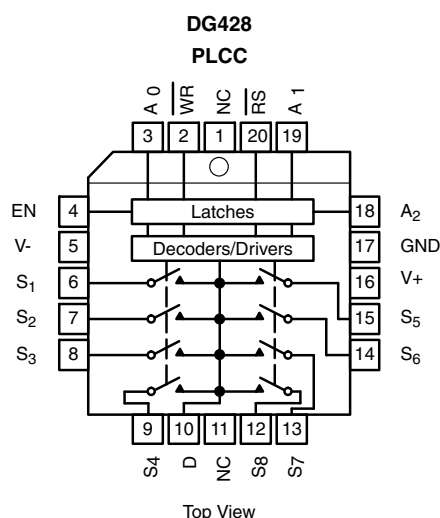 DG428
PLCC
A 0
WR
NC
RS
A 1
3
2
1
20
19
EN
4
Latches
18
A2
V-
5
Decoders/Drivers
17
GND
S1
6
16
V+
S2
7
15
S5
S3
8
14
S6
9
10
11
12
13
S4
D
NC
S8
S7
Top View